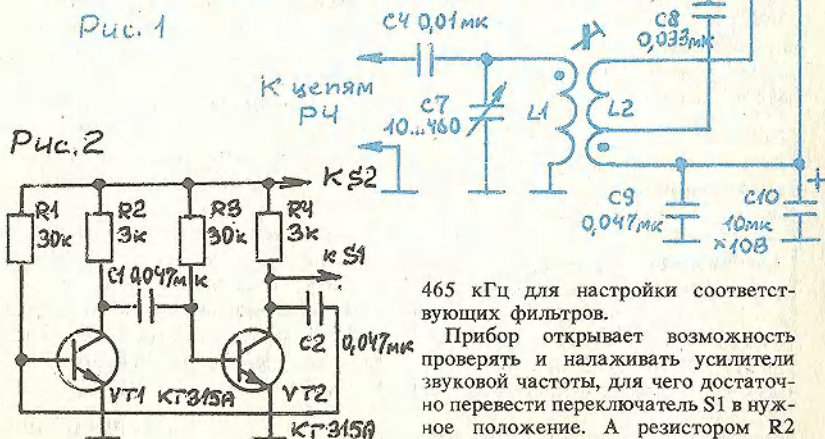 Рис. 1
С4 0,01мк
С8
0,033мк
К цепям
РЧ
С7
10...460
L1
L2
С9
0,047мк
С10
10мк
×10В
+
Рис. 2
К S2
R1
30к
R2
3к
R3
30к
R4
3к
С1 0,047мк
к S1
С2
0,047мк
VT1 КТ315А
VT2
КТ315А
465 кГц для настройки соответст-
вующих фильтров.
Прибор открывает возможность
проверять и налаживать усилители
звуковой частоты, для чего достаточ-
но перевести переключатель S1 в нуж-
ное положение. А резистором R2